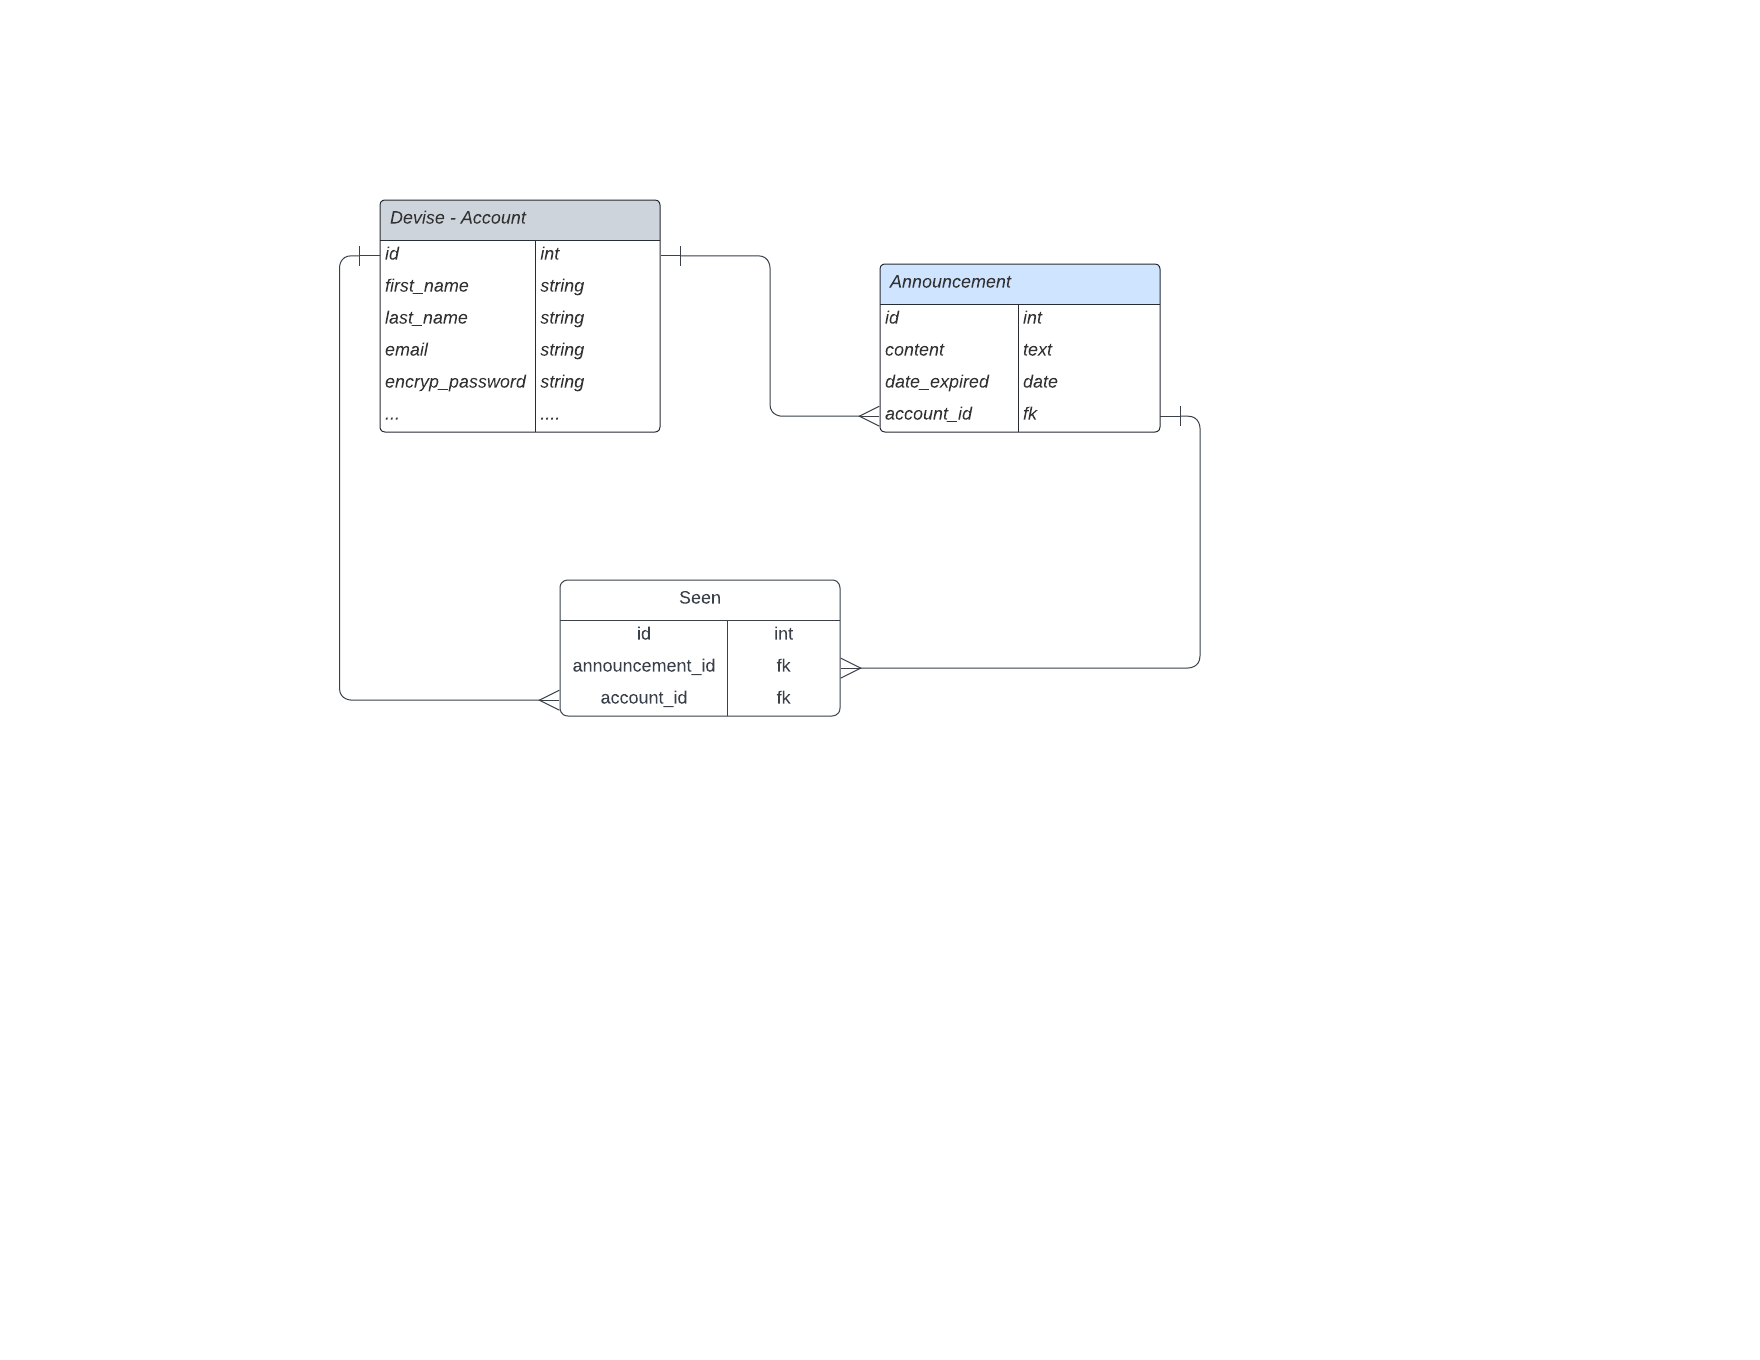 Devise - Account
id int
first_name string
last_name string
email string
encryp_password string
... ....
Announcement
id int
content text
date_expired date
account_id fk
Seen
id int
announcement_id fk
account_id fk